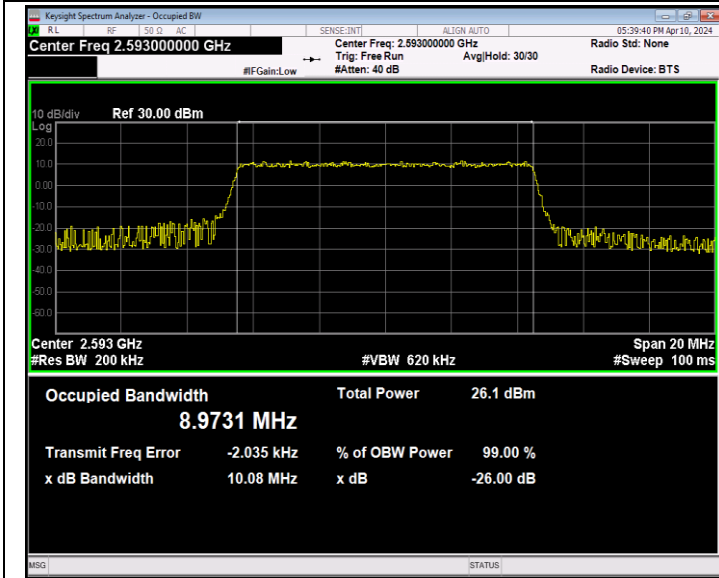 Keysight Spectrum Analyzer - Occupied BW
RL RF 50 Ω AC SENSE:INT ALIGN AUTO 05:39:40 PM Apr 10, 2024
Center Freq 2.593000000 GHz Center Freq: 2.593000000 GHz Radio Std: None
Trig: Free Run Avg|Hold: 30/30
#IFGain:Low #Atten: 40 dB Radio Device: BTS
10 dB/div Ref 30.00 dBm
Log
20.0
10.0
0.00
-10.0
-20.0
-30.0
-40.0
-50.0
-60.0
Center 2.593 GHz Span 20 MHz
#Res BW 200 kHz #VBW 620 kHz #Sweep 100 ms
Occupied Bandwidth Total Power 26.1 dBm
8.9731 MHz
Transmit Freq Error -2.035 kHz % of OBW Power 99.00 %
x dB Bandwidth 10.08 MHz x dB -26.00 dB
MSG STATUS